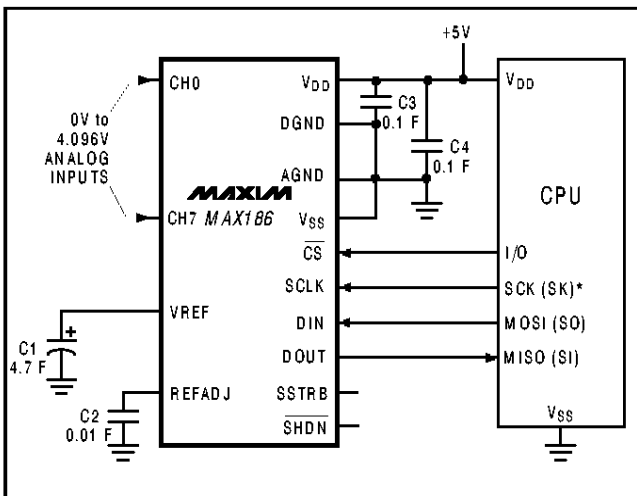 +5V
CH0
VDD
VDD
0V to
4.096V
ANALOG
INPUTS
C3
0.1 F
DGND
C4
0.1 F
AGND
MAXIM
CPU
CH7 MAX186
VSS
CS
I/O
SCLK
SCK (SK)*
VREF
DIN
MOSI (SO)
C1
+
4.7 F
DOUT
MISO (SI)
REFADJ
SSTRB
C2
0.01 F
SHDN
VSS